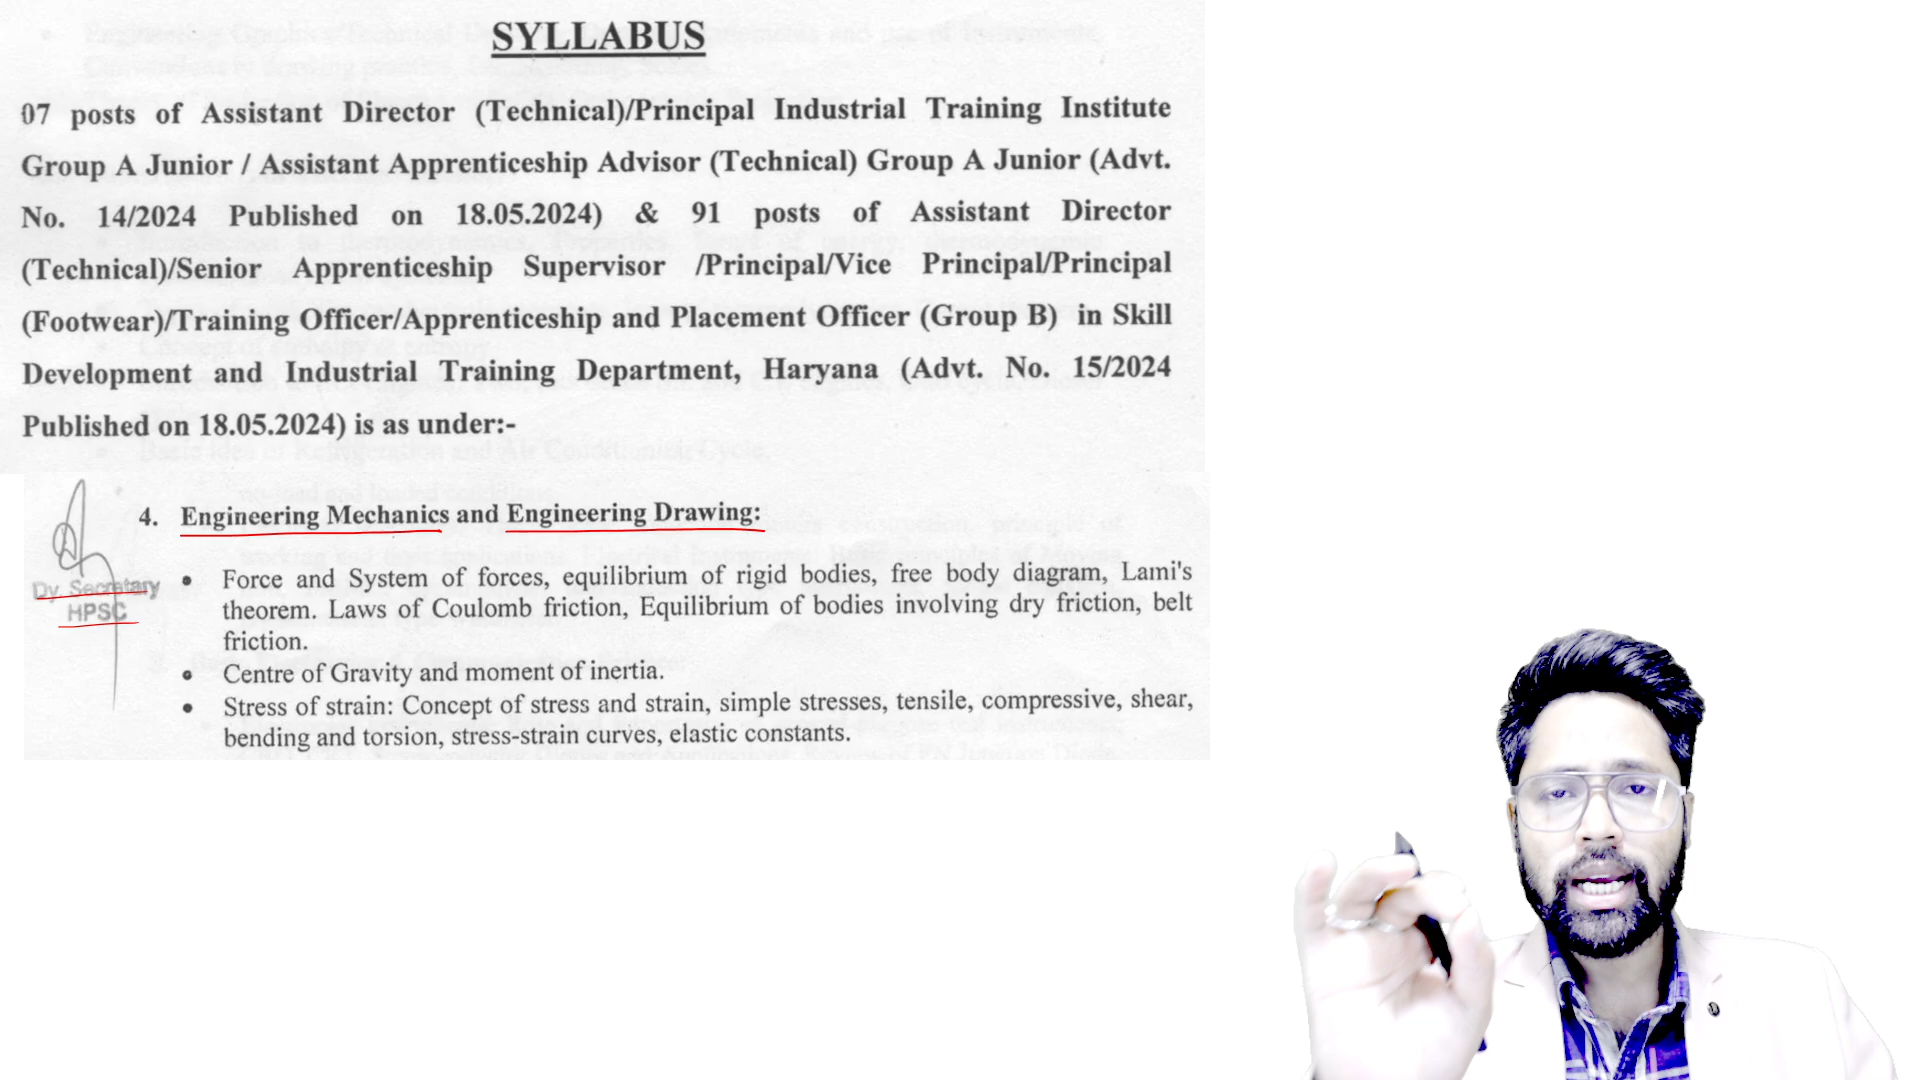 SYLLABUS
07 posts of Assistant Director (Technical)/Principal Industrial Training Institute
Group A Junior / Assistant Apprenticeship Advisor (Technical) Group A Junior (Advt.
No. 14/2024 Published on 18.05.2024) & 91 posts of Assistant Director
(Technical)/Senior Apprenticeship Supervisor /Principal/Vice Principal/Principal
(Footwear)/Training Officer/Apprenticeship and Placement Officer (Group B) in Skill
Development and Industrial Training Department, Haryana (Advt. No. 15/2024
Published on 18.05.2024) is as under:-
4. Engineering Mechanics and Engineering Drawing:
Dy. Secretary
HPSC
• Force and System of forces, equilibrium of rigid bodies, free body diagram, Lami's
theorem. Laws of Coulomb friction, Equilibrium of bodies involving dry friction, belt
friction.
• Centre of Gravity and moment of inertia.
• Stress of strain: Concept of stress and strain, simple stresses, tensile, compressive, shear,
bending and torsion, stress-strain curves, elastic constants.